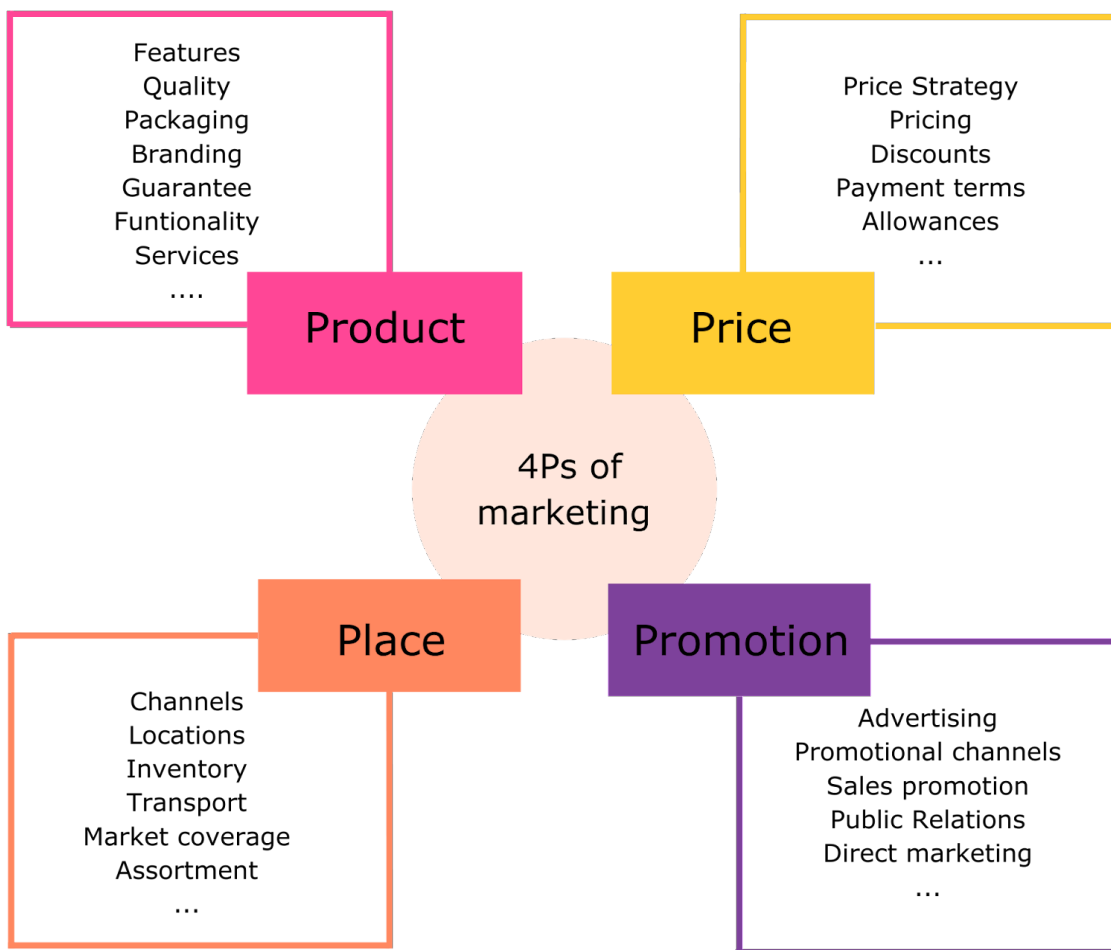 Features
Quality
Packaging
Branding
Guarantee
Funtionality
Services
....
Product
Price Strategy
Pricing
Discounts
Payment terms
Allowances
...
Price
4Ps of
marketing
Place
Channels
Locations
Inventory
Transport
Market coverage
Assortment
...
Promotion
Advertising
Promotional channels
Sales promotion
Public Relations
Direct marketing
...